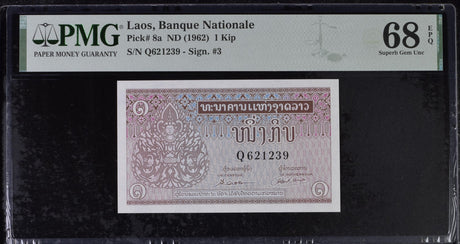 PMG
PAPER MONEY GUARANTY
Laos, Banque Nationale
Pick# 8a ND (1962) 1 Kip
S/N Q621239 - Sign. #3
68 EPQ
Superb Gem Unc
ທະນາຄານແຫ່ງຊາດລາວ
ໜຶ່ງກີບ
Q621239
໑
໑